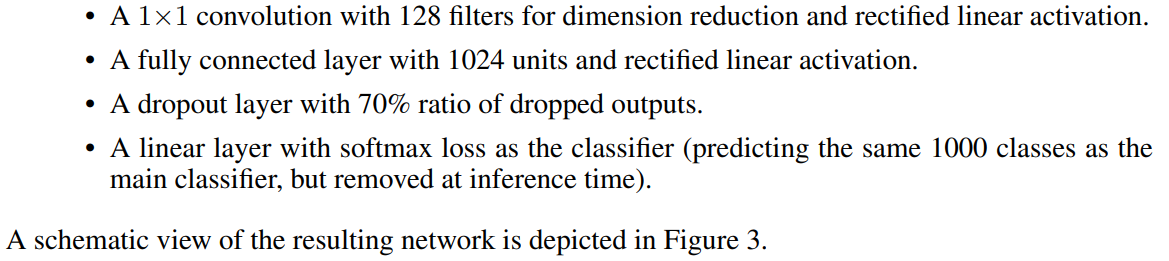 • A 1×1 convolution with 128 filters for dimension reduction and rectified linear activation.
• A fully connected layer with 1024 units and rectified linear activation.
• A dropout layer with 70% ratio of dropped outputs.
• A linear layer with softmax loss as the classifier (predicting the same 1000 classes as the
main classifier, but removed at inference time).
A schematic view of the resulting network is depicted in Figure 3.